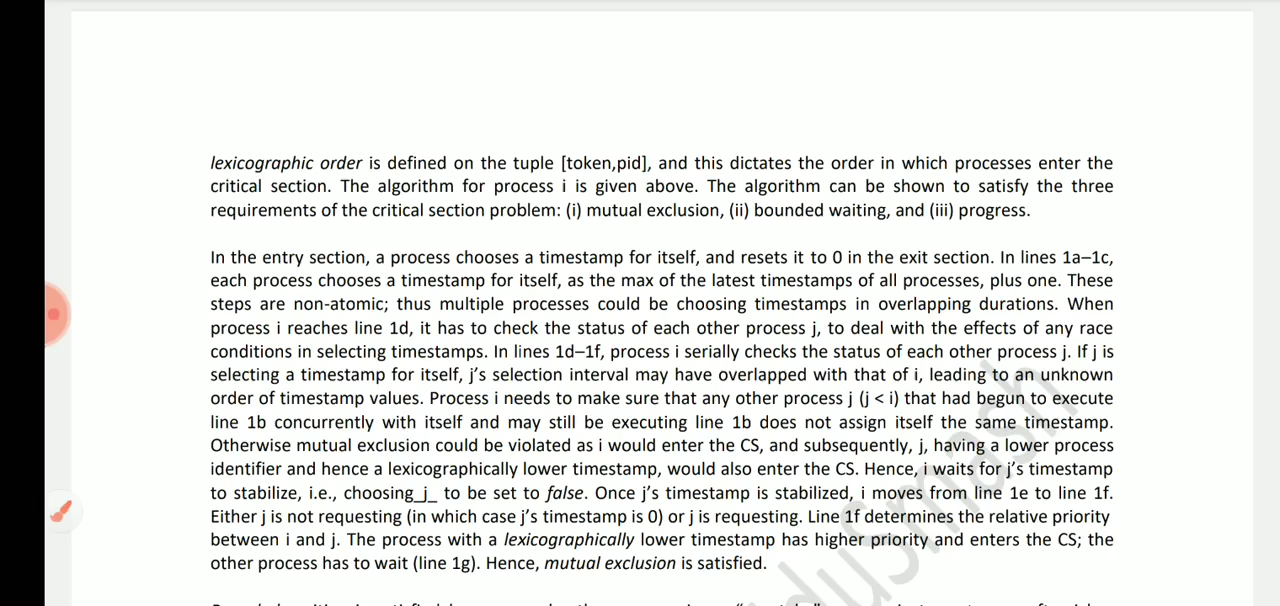 lexicographic order is defined on the tuple [token,pid], and this dictates the order in which processes enter the
critical section. The algorithm for process i is given above. The algorithm can be shown to satisfy the three
requirements of the critical section problem: (i) mutual exclusion, (ii) bounded waiting, and (iii) progress.
In the entry section, a process chooses a timestamp for itself, and resets it to 0 in the exit section. In lines 1a–1c,
each process chooses a timestamp for itself, as the max of the latest timestamps of all processes, plus one. These
steps are non-atomic; thus multiple processes could be choosing timestamps in overlapping durations. When
process i reaches line 1d, it has to check the status of each other process j, to deal with the effects of any race
conditions in selecting timestamps. In lines 1d–1f, process i serially checks the status of each other process j. If j is
selecting a timestamp for itself, j’s selection interval may have overlapped with that of i, leading to an unknown
order of timestamp values. Process i needs to make sure that any other process j (j < i) that had begun to execute
line 1b concurrently with itself and may still be executing line 1b does not assign itself the same timestamp.
Otherwise mutual exclusion could be violated as i would enter the CS, and subsequently, j, having a lower process
identifier and hence a lexicographically lower timestamp, would also enter the CS. Hence, i waits for j’s timestamp
to stabilize, i.e., choosing_j_ to be set to false. Once j’s timestamp is stabilized, i moves from line 1e to line 1f.
Either j is not requesting (in which case j’s timestamp is 0) or j is requesting. Line 1f determines the relative priority
between i and j. The process with a lexicographically lower timestamp has higher priority and enters the CS; the
other process has to wait (line 1g). Hence, mutual exclusion is satisfied.